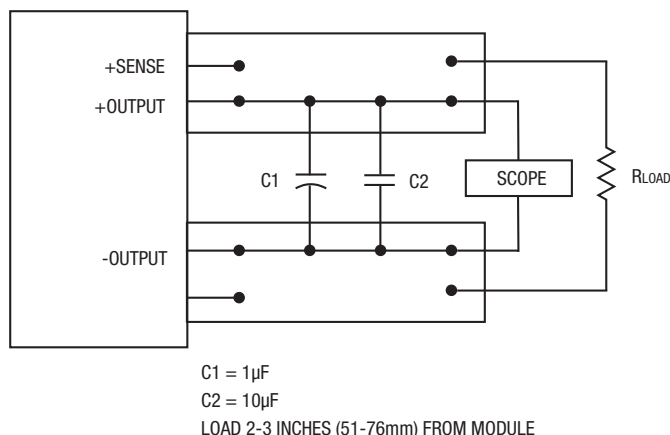 +SENSE
+OUTPUT
C1
C2
SCOPE
RLOAD
-OUTPUT
C1 = 1µF
C2 = 10µF
LOAD 2-3 INCHES (51-76mm) FROM MODULE